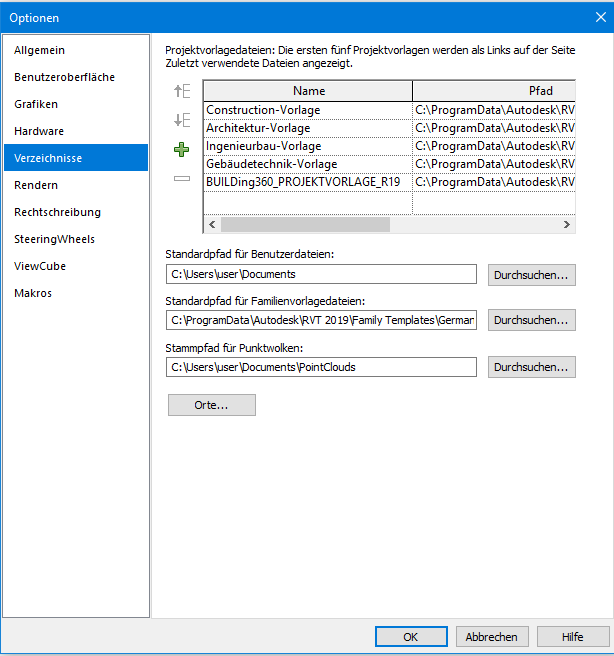 Optionen
Allgemein
Benutzeroberfläche
Grafiken
Hardware
Verzeichnisse
Rendern
Rechtschreibung
SteeringWheels
ViewCube
Makros
Projektvorlagedateien: Die ersten fünf Projektvorlagen werden als Links auf der Seite
Zuletzt verwendete Dateien angezeigt.
Name Pfad
Construction-Vorlage C:\ProgramData\Autodesk\RV
Architektur-Vorlage C:\ProgramData\Autodesk\RV
Ingenieurbau-Vorlage C:\ProgramData\Autodesk\RV
Gebäudetechnik-Vorlage C:\ProgramData\Autodesk\RV
BUILDing360_PROJEKTVORLAGE_R19 C:\ProgramData\Autodesk\RV
Standardpfad für Benutzerdateien:
C:\Users\user\Documents Durchsuchen...
Standardpfad für Familienvorlagedateien:
C:\ProgramData\Autodesk\RVT 2019\Family Templates\German Durchsuchen...
Stammpfad für Punktwolken:
C:\Users\user\Documents\PointClouds Durchsuchen...
Orte...
OK Abbrechen Hilfe